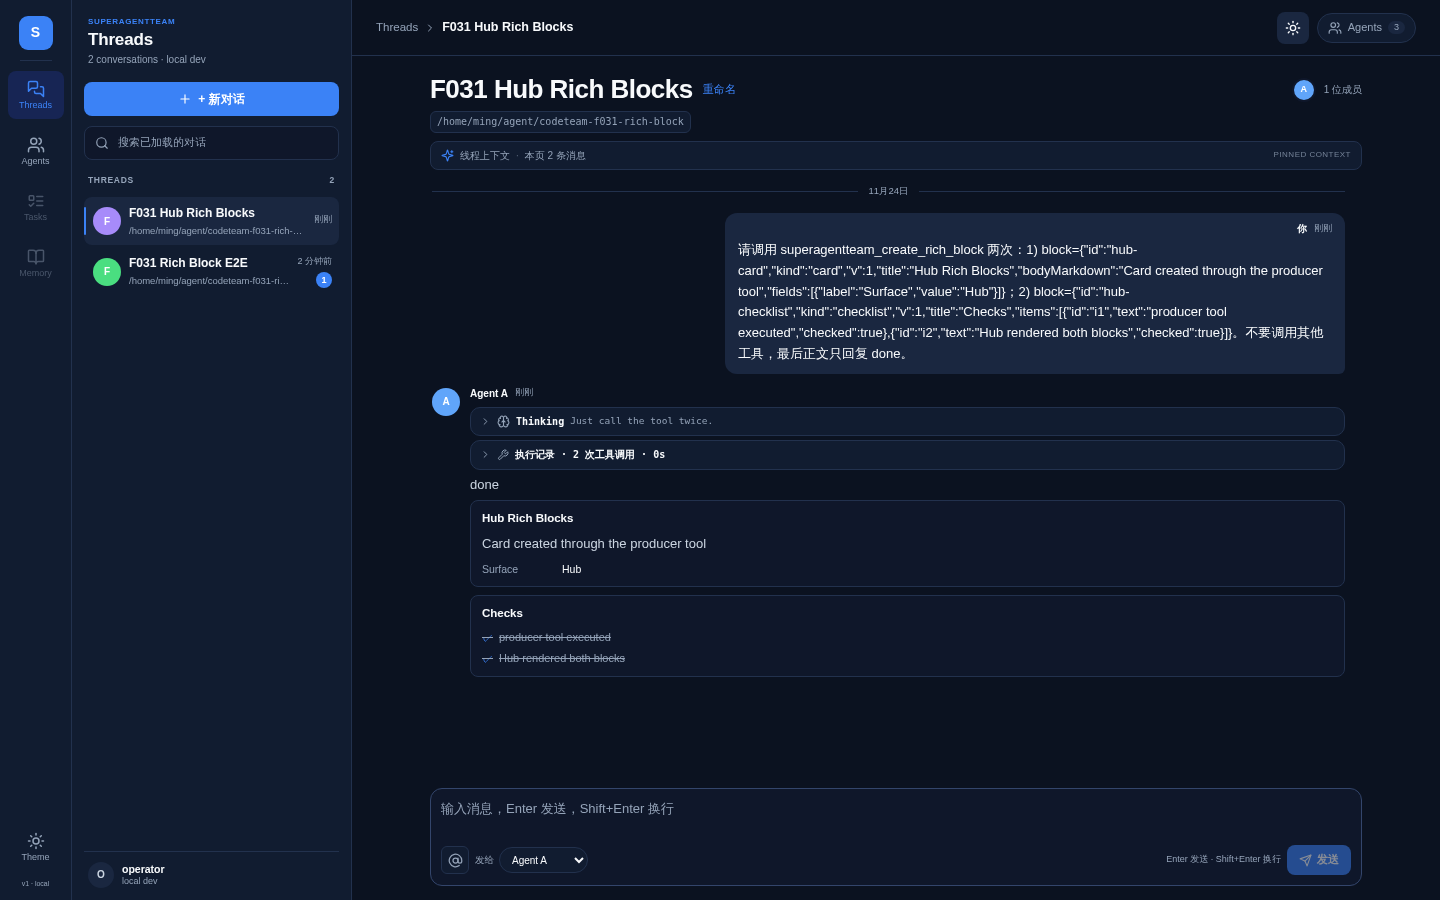 S
Threads
Agents
Tasks
Memory
Theme
v1 · local
SUPERAGENTTEAM
Threads
2 conversations · local dev
+ 新对话
搜索已加载的对话
THREADS 2
F
F031 Hub Rich Blocks
刚刚
/home/ming/agent/codeteam-f031-rich-…
F
F031 Rich Block E2E
2 分钟前
/home/ming/agent/codeteam-f031-ri…
1
O
operator
local dev
Threads > F031 Hub Rich Blocks
Agents 3
F031 Hub Rich Blocks 重命名
A 1 位成员
/home/ming/agent/codeteam-f031-rich-block
线程上下文 · 本页 2 条消息
PINNED CONTEXT
11月24日
你 刚刚
请调用 superagentteam_create_rich_block 两次：1) block={"id":"hub-
card","kind":"card","v":1,"title":"Hub Rich Blocks","bodyMarkdown":"Card created through the producer
tool","fields":[{"label":"Surface","value":"Hub"}]}；2) block={"id":"hub-
checklist","kind":"checklist","v":1,"title":"Checks","items":[{"id":"i1","text":"producer tool
executed","checked":true},{"id":"i2","text":"Hub rendered both blocks","checked":true}]}。不要调用其他
工具，最后正文只回复 done。
A
Agent A 刚刚
Thinking Just call the tool twice.
执行记录 · 2 次工具调用 · 0s
done
Hub Rich Blocks
Card created through the producer tool
Surface Hub
Checks
producer tool executed
Hub rendered both blocks
输入消息，Enter 发送，Shift+Enter 换行
发给 Agent A
Enter 发送 · Shift+Enter 换行
发送